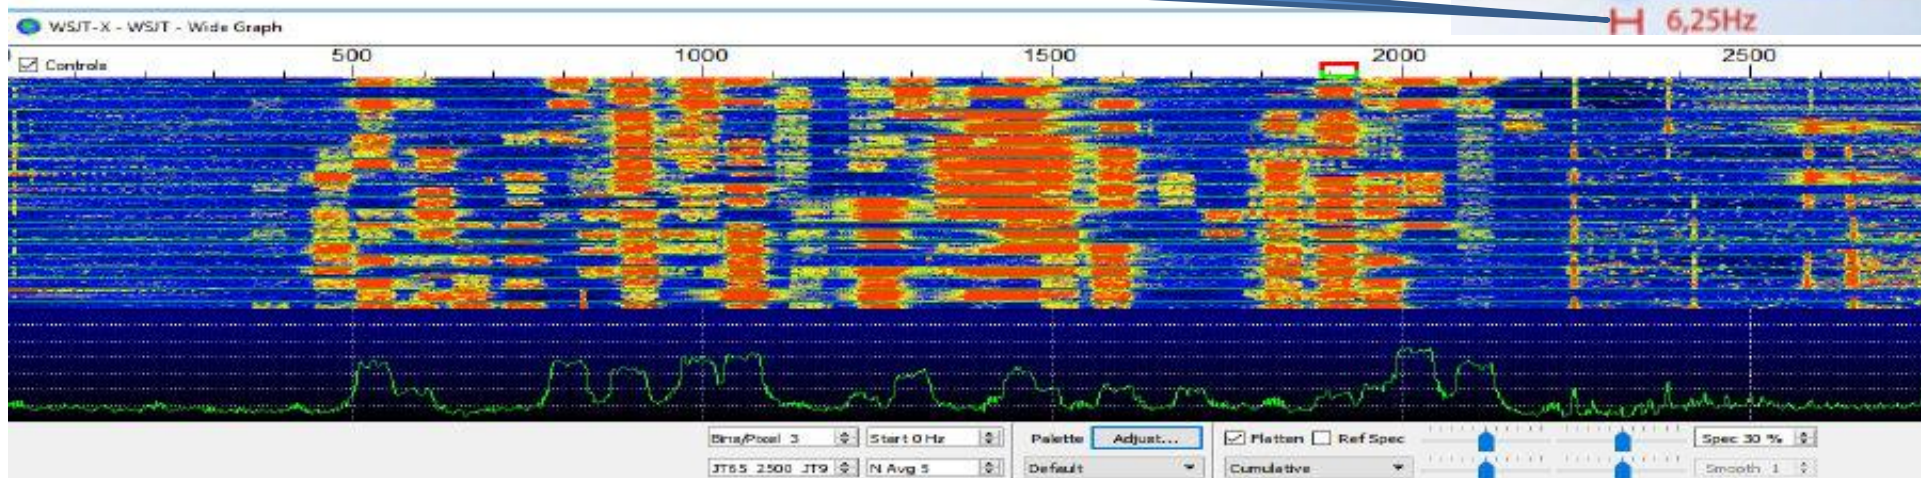 6,25Hz
WSJT-X - WSJT - Wide Graph
Controls
500 1000 1500 2000 2500
Bins/Pixel 3 Start 0 Hz Palette Adjust... Flatten Ref Spec Spec 30 %
JT65 2500 JT9 N Avg 5 Default Cumulative Smooth 1